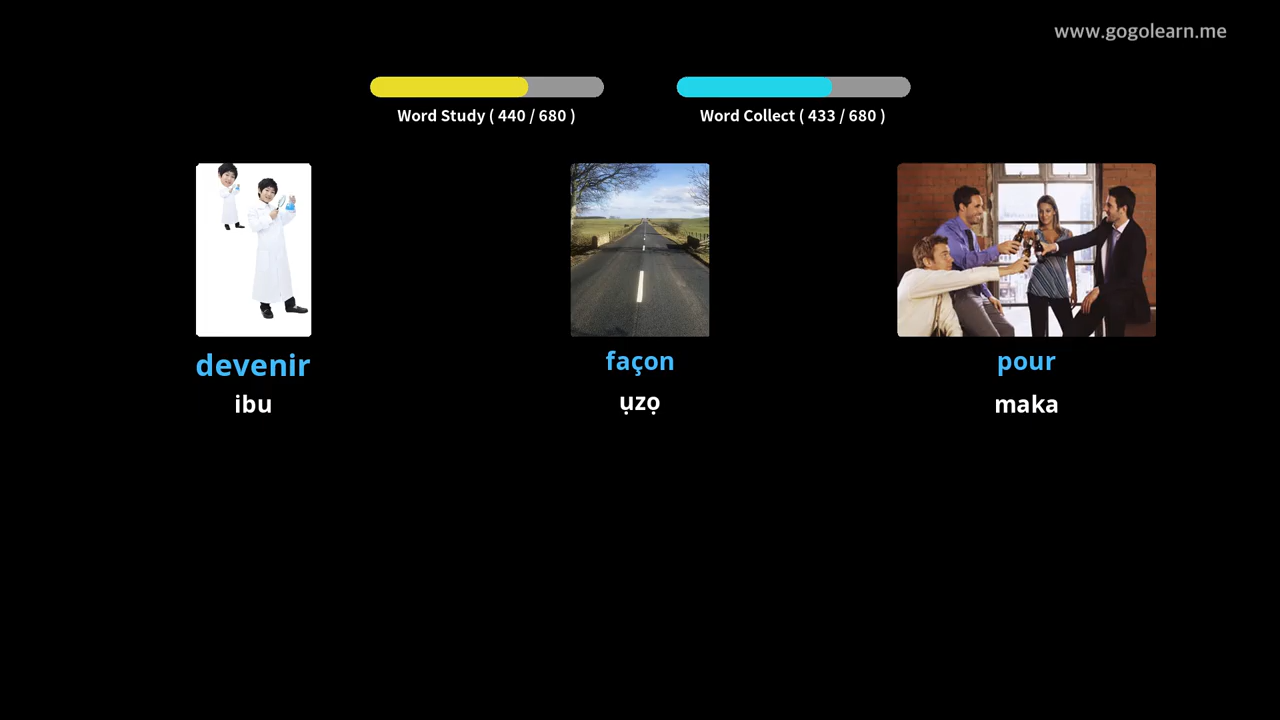 www.gogolearn.me
Word Study ( 440 / 680 )
Word Collect ( 433 / 680 )
devenir
ibu
façon
ụzọ
pour
maka